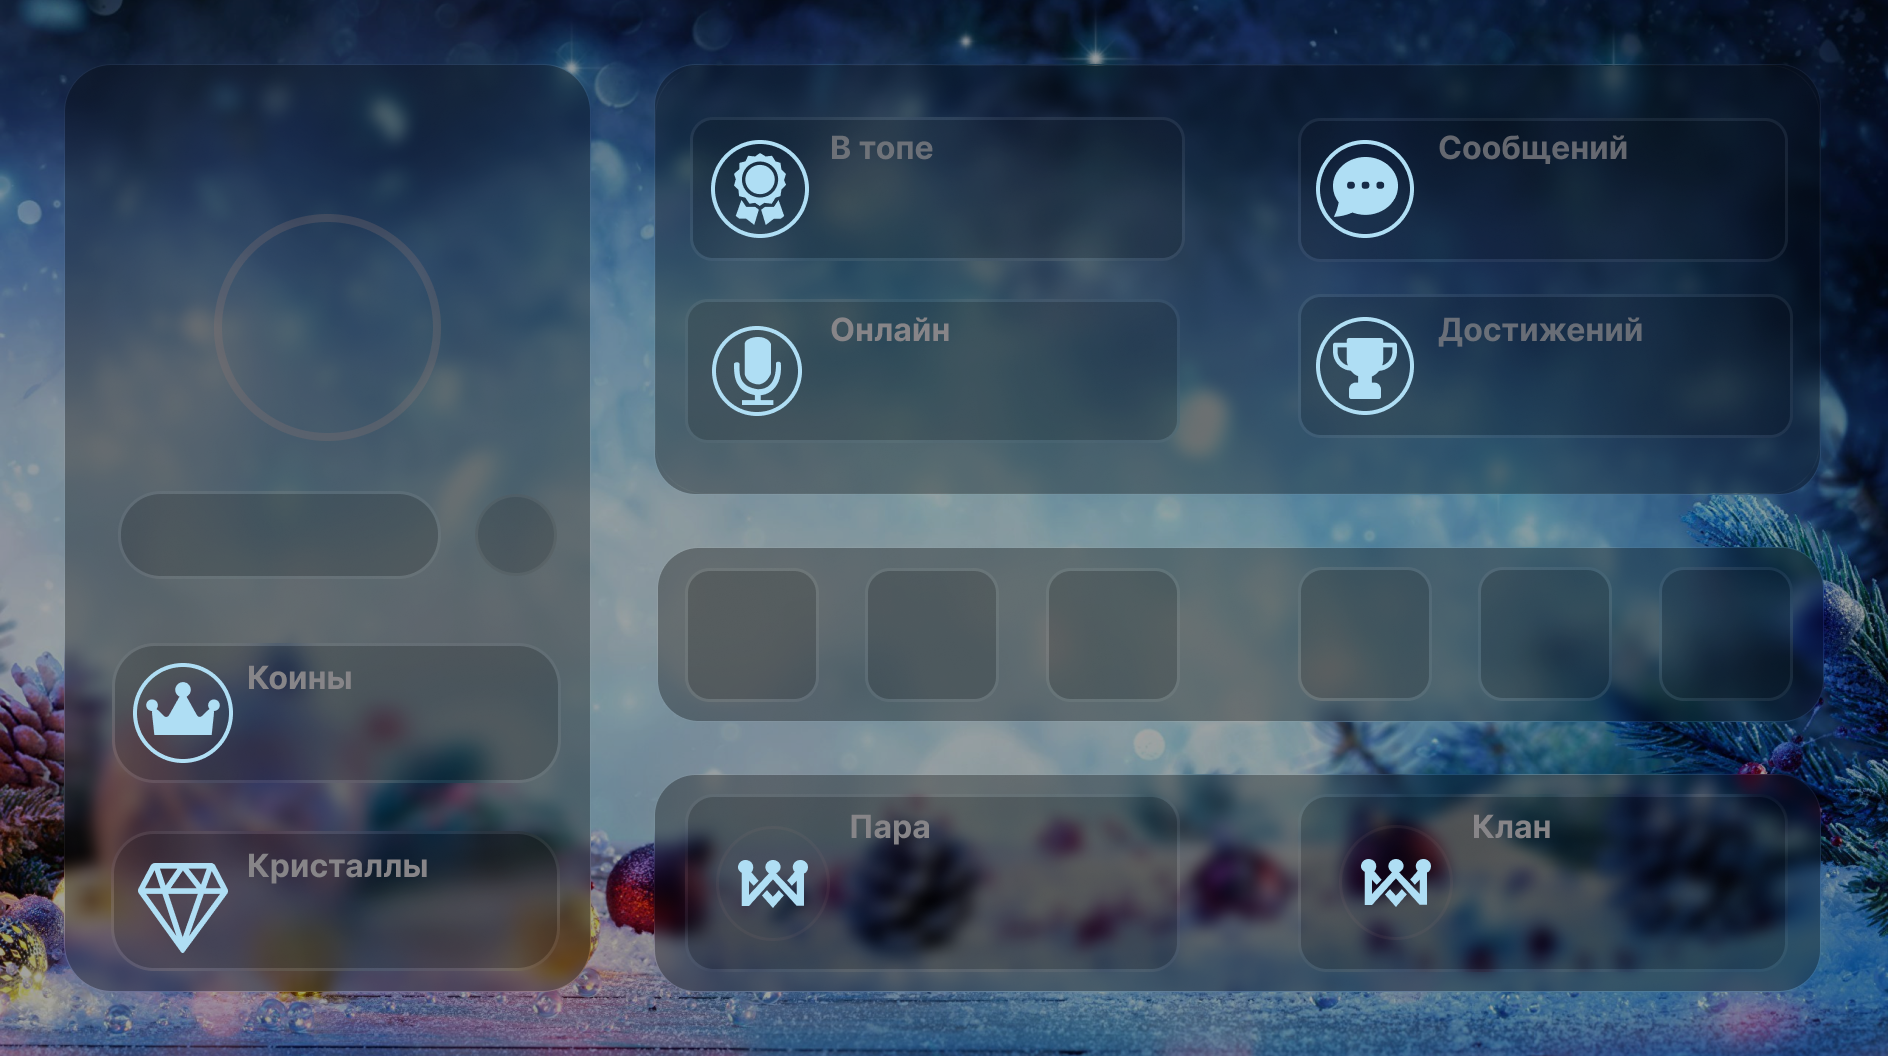 В топе
Сообщений
Онлайн
Достижений
Коины
Кристаллы
Пара
Клан